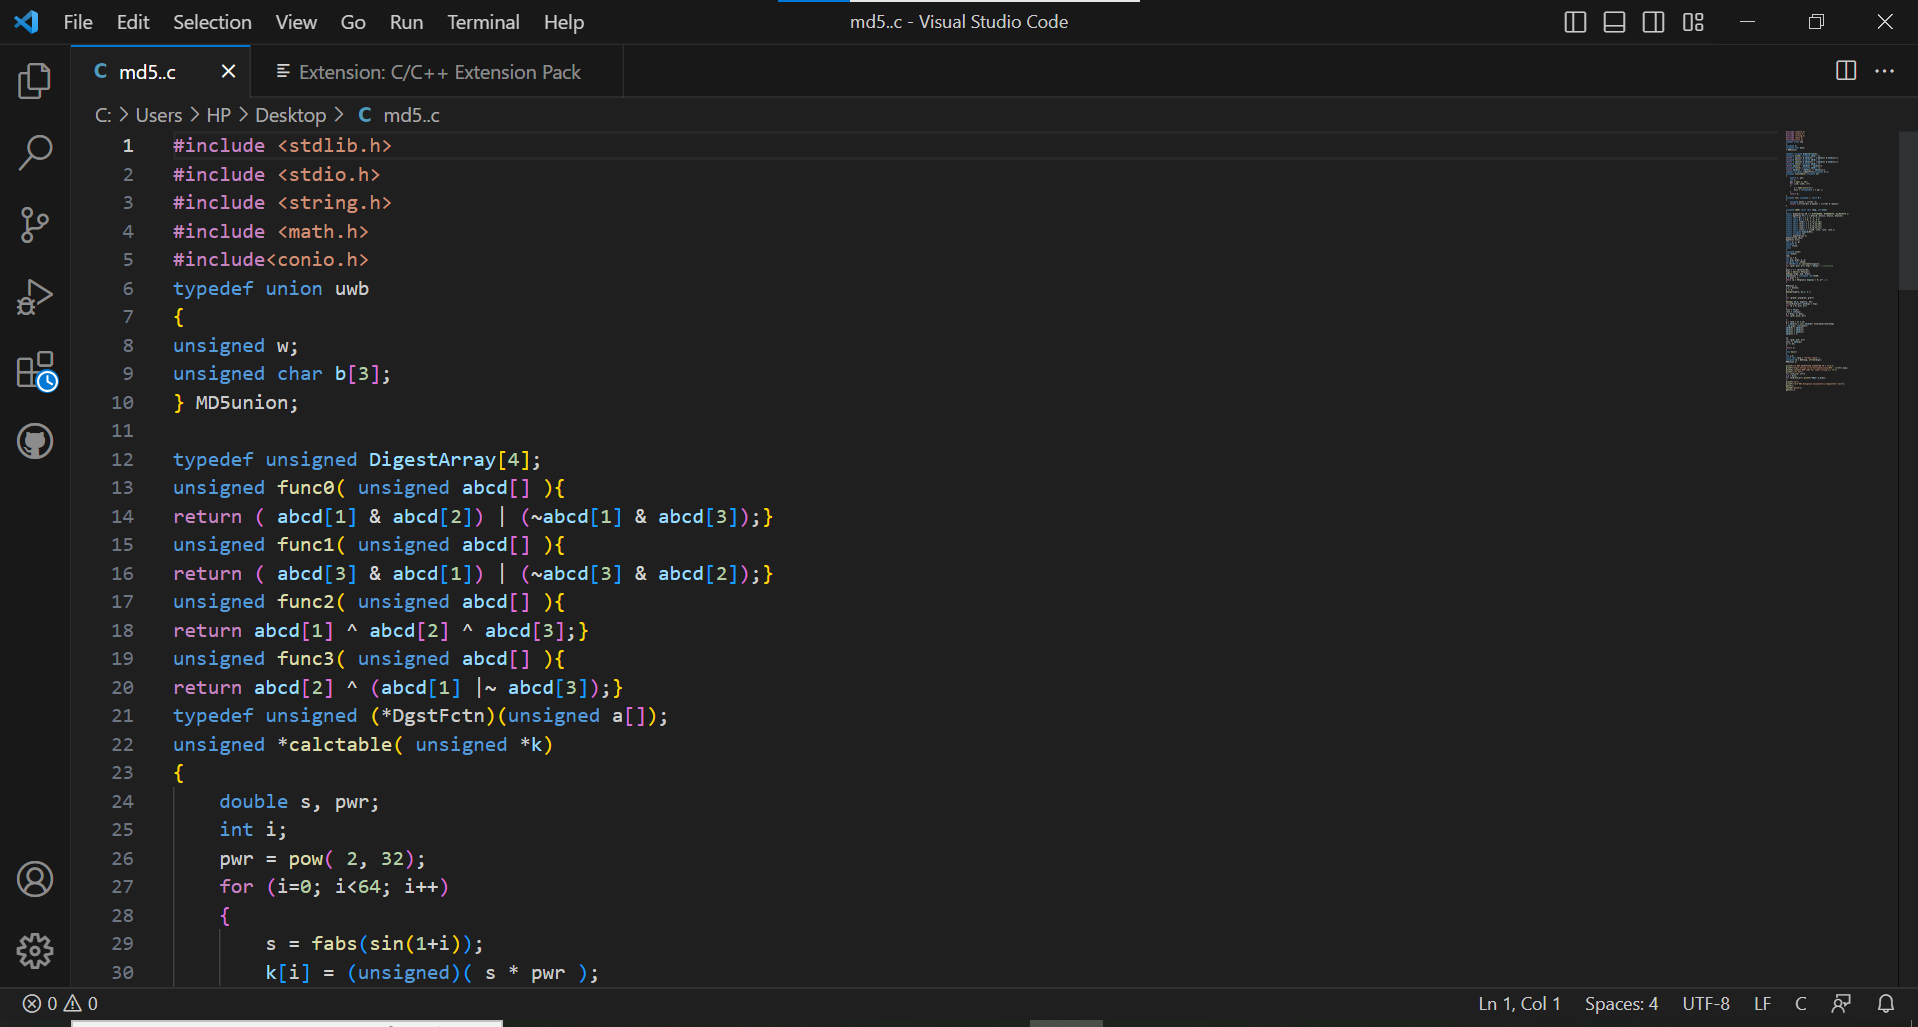 File Edit Selection View Go Run Terminal Help
md5..c - Visual Studio Code
C md5..c
Extension: C/C++ Extension Pack
C: > Users > HP > Desktop > C md5..c
1 #include <stdlib.h>
2 #include <stdio.h>
3 #include <string.h>
4 #include <math.h>
5 #include<conio.h>
6 typedef union uwb
7 {
8 unsigned w;
9 unsigned char b[3];
10 } MD5union;
11
12 typedef unsigned DigestArray[4];
13 unsigned func0( unsigned abcd[] ){
14 return ( abcd[1] & abcd[2]) | (~abcd[1] & abcd[3]);}
15 unsigned func1( unsigned abcd[] ){
16 return ( abcd[3] & abcd[1]) | (~abcd[3] & abcd[2]);}
17 unsigned func2( unsigned abcd[] ){
18 return abcd[1] ^ abcd[2] ^ abcd[3];}
19 unsigned func3( unsigned abcd[] ){
20 return abcd[2] ^ (abcd[1] |~ abcd[3]);}
21 typedef unsigned (*DgstFctn)(unsigned a[]);
22 unsigned *calctable( unsigned *k)
23 {
24     double s, pwr;
25     int i;
26     pwr = pow( 2, 32);
27     for (i=0; i<64; i++)
28     {
29         s = fabs(sin(1+i));
30         k[i] = (unsigned)( s * pwr );
0 0
Ln 1, Col 1 Spaces: 4 UTF-8 LF C